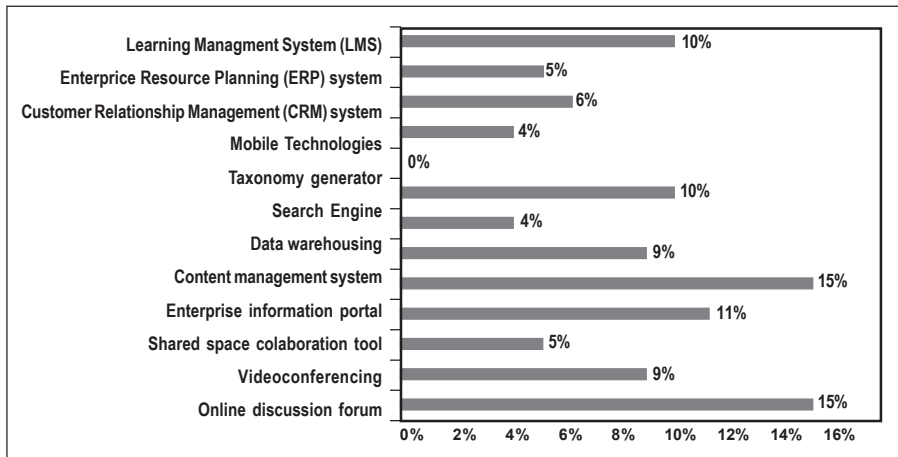 Learning Managment System (LMS)
10%
Enterprice Resource Planning (ERP) system
5%
Customer Relationship Management (CRM) system
6%
Mobile Technologies
4%
0%
Taxonomy generator
10%
Search Engine
4%
Data warehousing
9%
Content management system
15%
Enterprise information portal
11%
Shared space colaboration tool
5%
Videoconferencing
9%
Online discussion forum
15%
0% 2% 4% 6% 8% 10% 12% 14% 16%